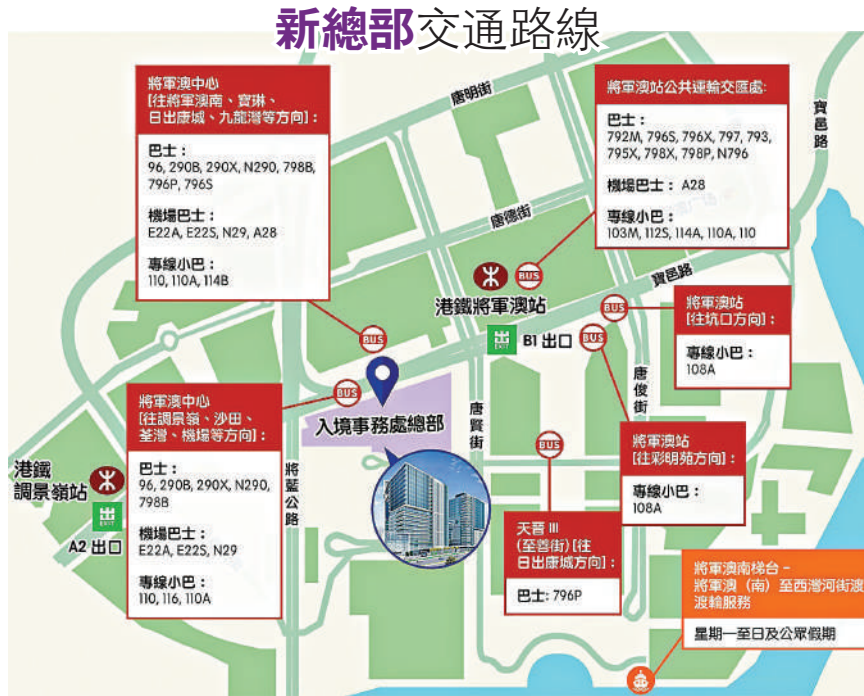 新總部交通路線
將軍澳中心
[往將軍澳南、寶琳、
日出康城、九龍灣等方向]：
巴士：
96, 290B, 290X, N290, 798B,
796P, 796S
機場巴士：
E22A, E22S, N29, A28
專線小巴：
110, 110A, 114B
唐明街
將軍澳站公共運輸交匯處:
巴士：
792M, 796S, 796X, 797, 793,
795X, 798X, 798P, N796
機場巴士： A28
專線小巴：
103M, 112S, 114A, 110A, 110
寶邑路
唐德街
BUS
港鐵將軍澳站
寶邑路
出
EXIT
B1 出口
BUS
BUS
將軍澳站
[往坑口方向]：
專線小巴：
108A
BUS
BUS
入境事務處總部
將軍澳中心
[往調景嶺、沙田、
荃灣、機場等方向]：
巴士：
96, 290B, 290X, N290,
798B
機場巴士：
E22A, E22S, N29
專線小巴：
110, 116, 110A
港鐵
調景嶺站
出
EXIT
A2 出口
將藍公路
唐賢街
唐俊街
將軍澳站
[往彩明苑方向]：
專線小巴：
108A
BUS
天晉 III
(至善街) [往
日出康城方向]：
巴士: 796P
將軍澳南梯台 –
將軍澳（南）至西灣河街渡
渡輪服務
星期一至日及公眾假期